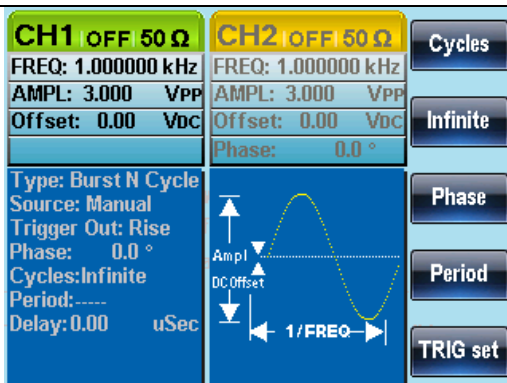 CH1 OFF 50 Ω
FREQ: 1.000000 kHz
AMPL: 3.000 VPP
Offset: 0.00 VDC
CH2 OFF 50 Ω
FREQ: 1.000000 kHz
AMPL: 3.000 VPP
Offset: 0.00 VDC
Phase: 0.0 °
Type: Burst N Cycle
Source: Manual
Trigger Out: Rise
Phase: 0.0 °
Cycles:Infinite
Period:-----
Delay:0.00 uSec
Ampl
DC Offset
1/FREQ
Cycles
Infinite
Phase
Period
TRIG set